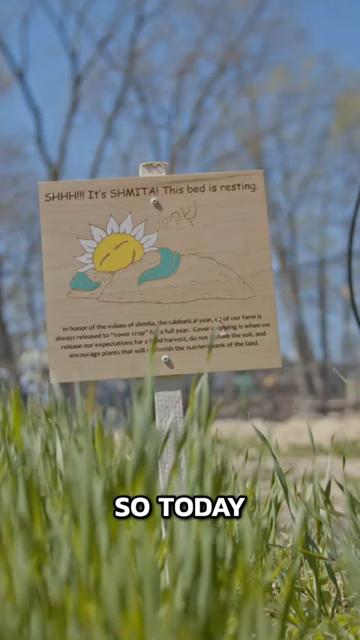 SHHH!!! It's SHMITA! This bed is resting.
In honor of the values of shmita, the sabbatical year, of our farm is
always released to "cover crop" for a full year. Cover cropping is when we
release our expectations for a food harvest, do not disturb the soil, and
encourage plants that will replenish the nutrient bank of the land.
SO TODAY